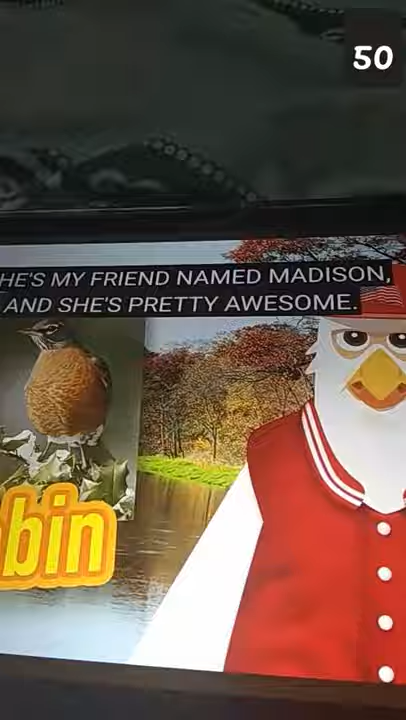 50
HE'S MY FRIEND NAMED MADISON,
AND SHE'S PRETTY AWESOME.
bin